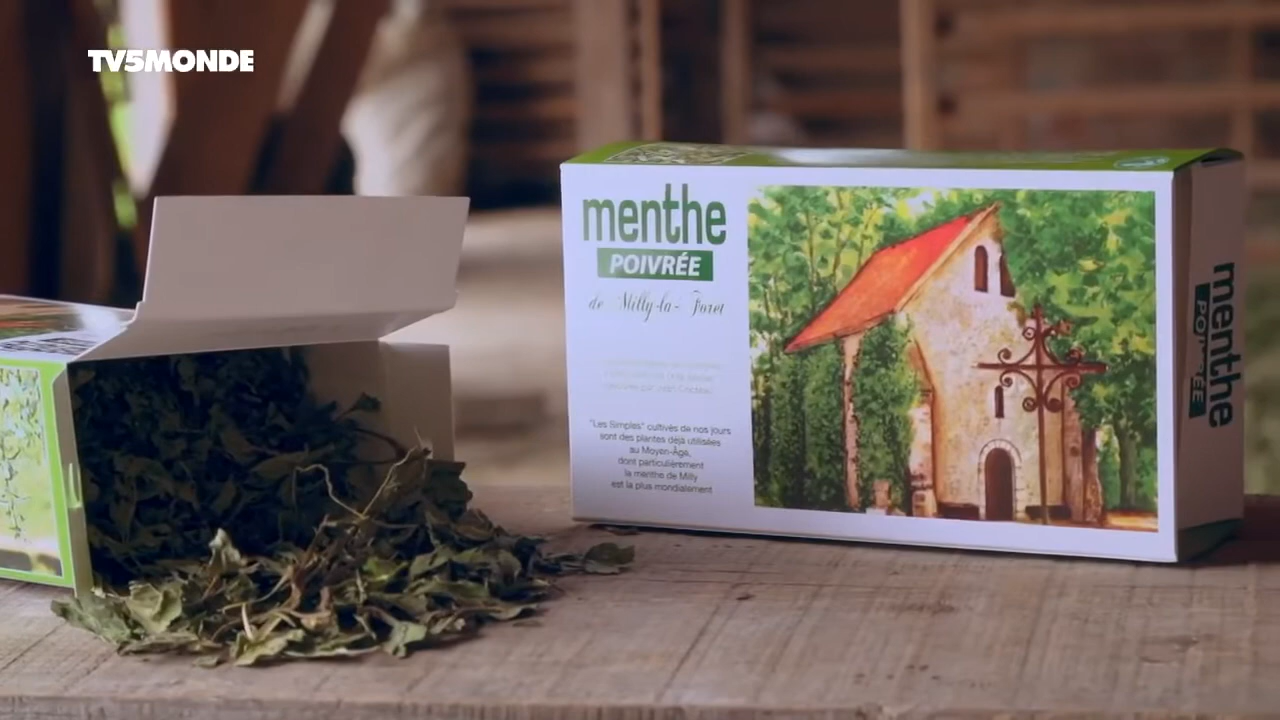 TV5MONDE
menthe
POIVRÉE
de Milly-la-Foret
"Les Simples" cultivés de nos jours
sont des plantes déjà utilisées
au Moyen-Âge,
dont particulièrement
la menthe de Milly
est la plus mondialement
menthe
POIVRÉE